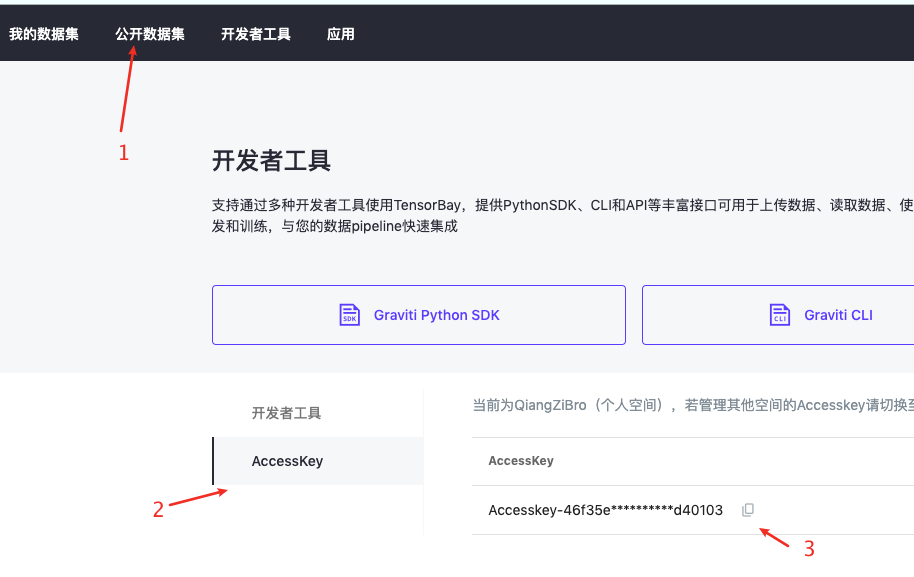 我的数据集 公开数据集 开发者工具 应用
1
开发者工具
支持通过多种开发者工具使用TensorBay，提供PythonSDK、CLI和API等丰富接口可用于上传数据、读取数据、使
发和训练，与您的数据pipeline快速集成
SDK Graviti Python SDK CLI Graviti CLI
开发者工具
当前为QiangZiBro（个人空间），若管理其他空间的Accesskey请切换至
AccessKey
AccessKey
2
Accesskey-46f35e**********d40103
3